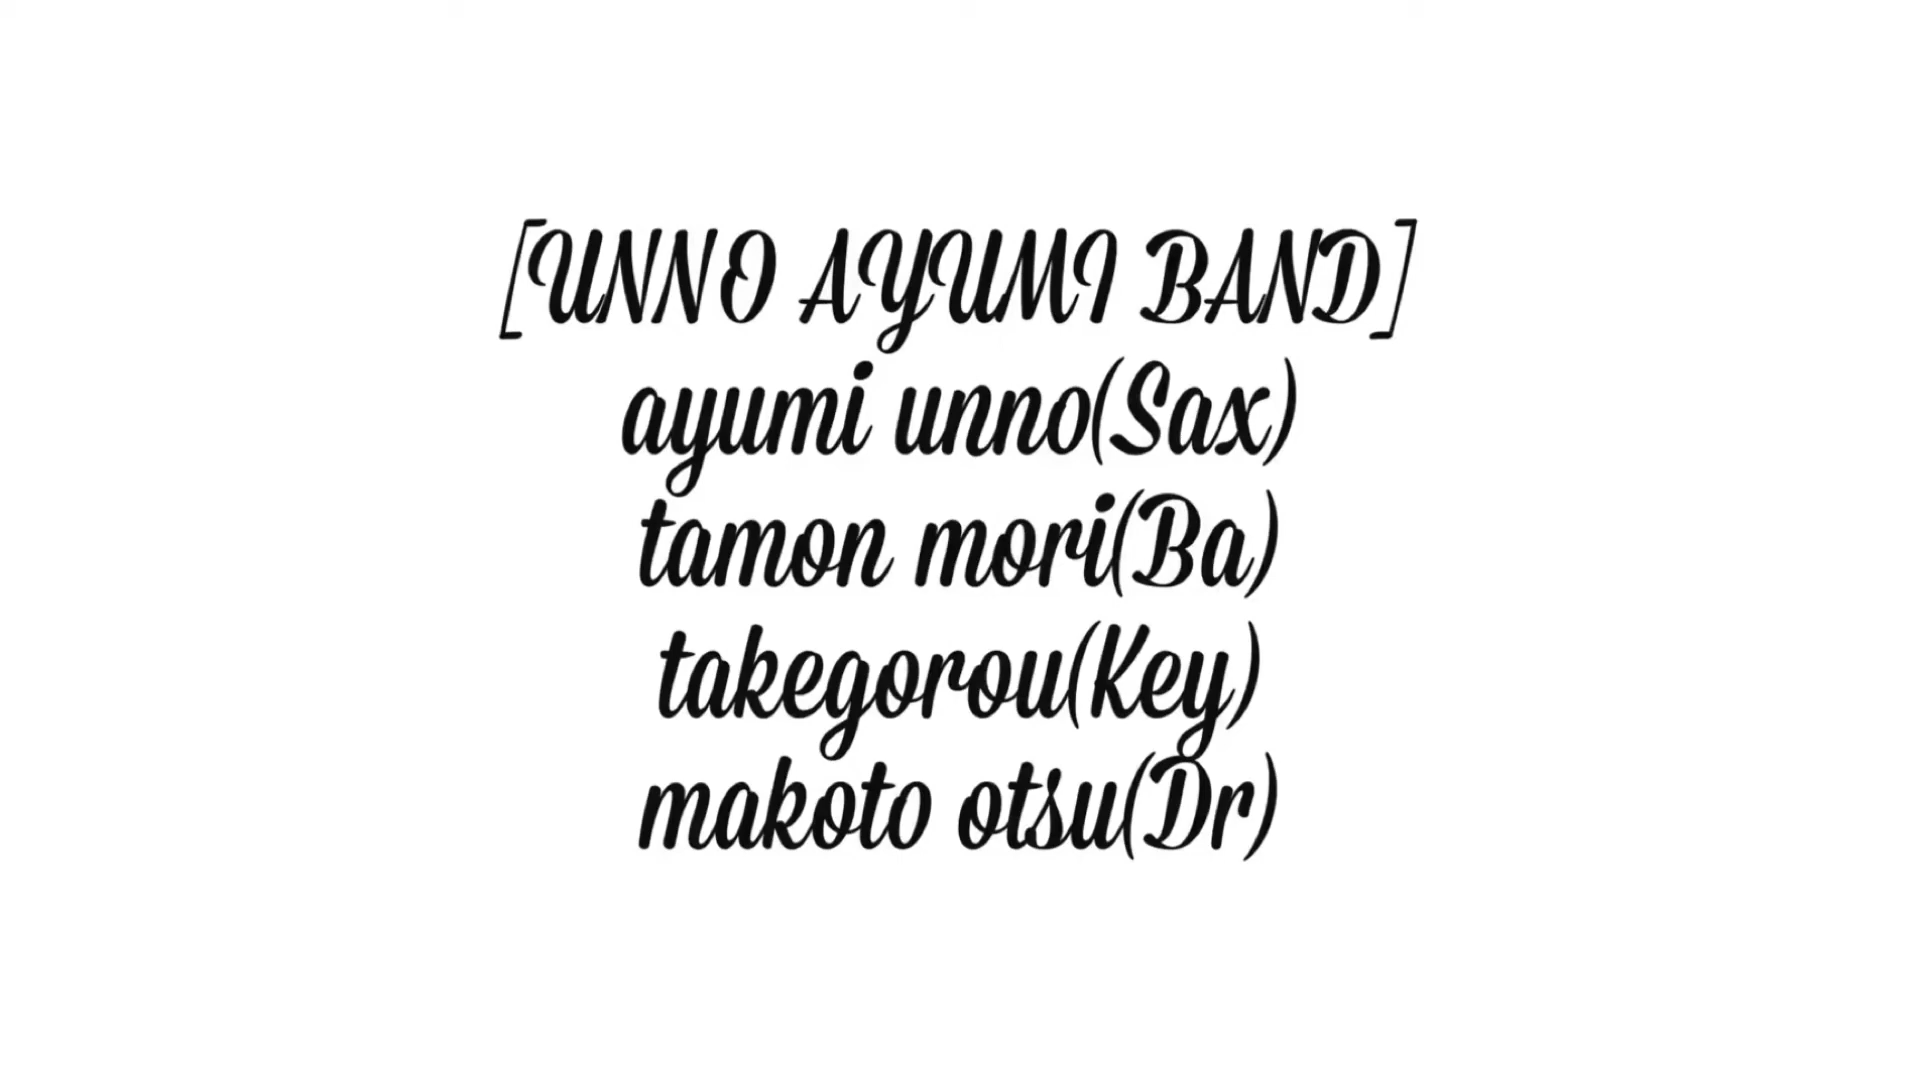 [UNNO AYUMI BAND]
ayumi unno(Sax)
tamon mori(Ba)
takegorou(Key)
makoto otsu(Dr)